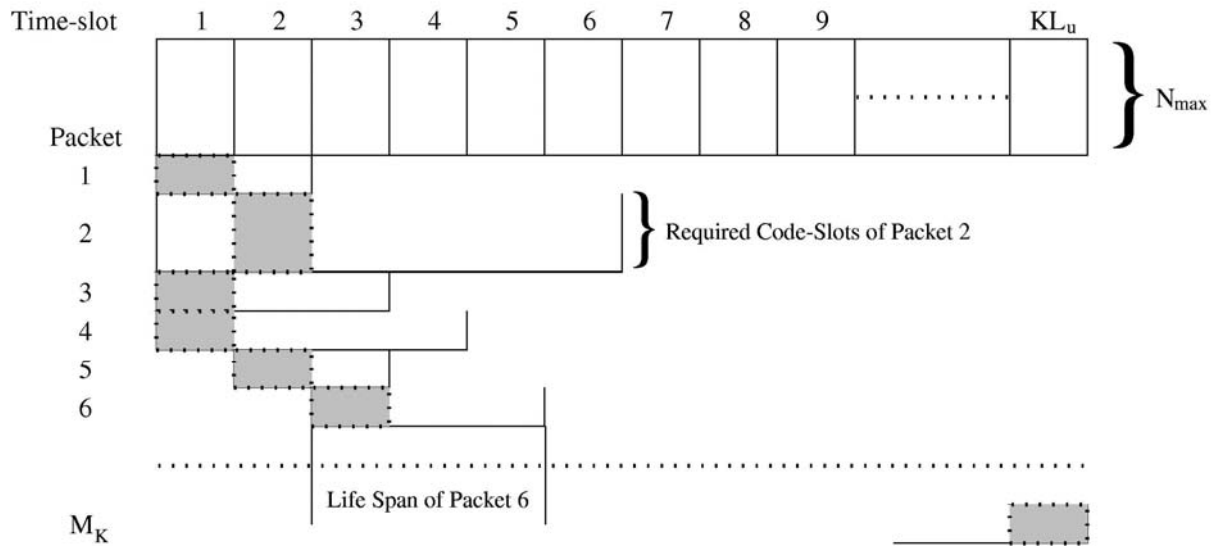 Time-slot 1 2 3 4 5 6 7 8 9 KLu
Nmax
Packet
1
2 Required Code-Slots of Packet 2
3
4
5
6
Life Span of Packet 6
MK